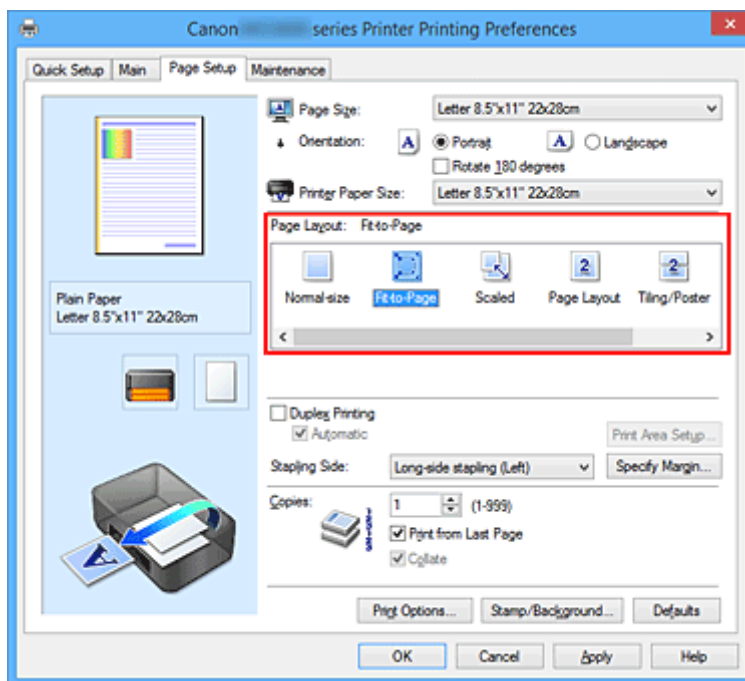 Canon series Printer Printing Preferences
Quick Setup Main Page Setup Maintenance
Page Size: Letter 8.5"x11" 22x28cm
Orientation: A Portrait A Landscape
Rotate 180 degrees
Printer Paper Size: Letter 8.5"x11" 22x28cm
Page Layout: Fit-to-Page
Normal-size Fit-to-Page Scaled Page Layout Tiling/Poster
Plain Paper
Letter 8.5"x11" 22x28cm
Duplex Printing
Automatic
Print Area Setup...
Stapling Side: Long-side stapling (Left) Specify Margin...
Copies: 1 (1-999)
Print from Last Page
Collate
Print Options... Stamp/Background... Defaults
OK Cancel Apply Help